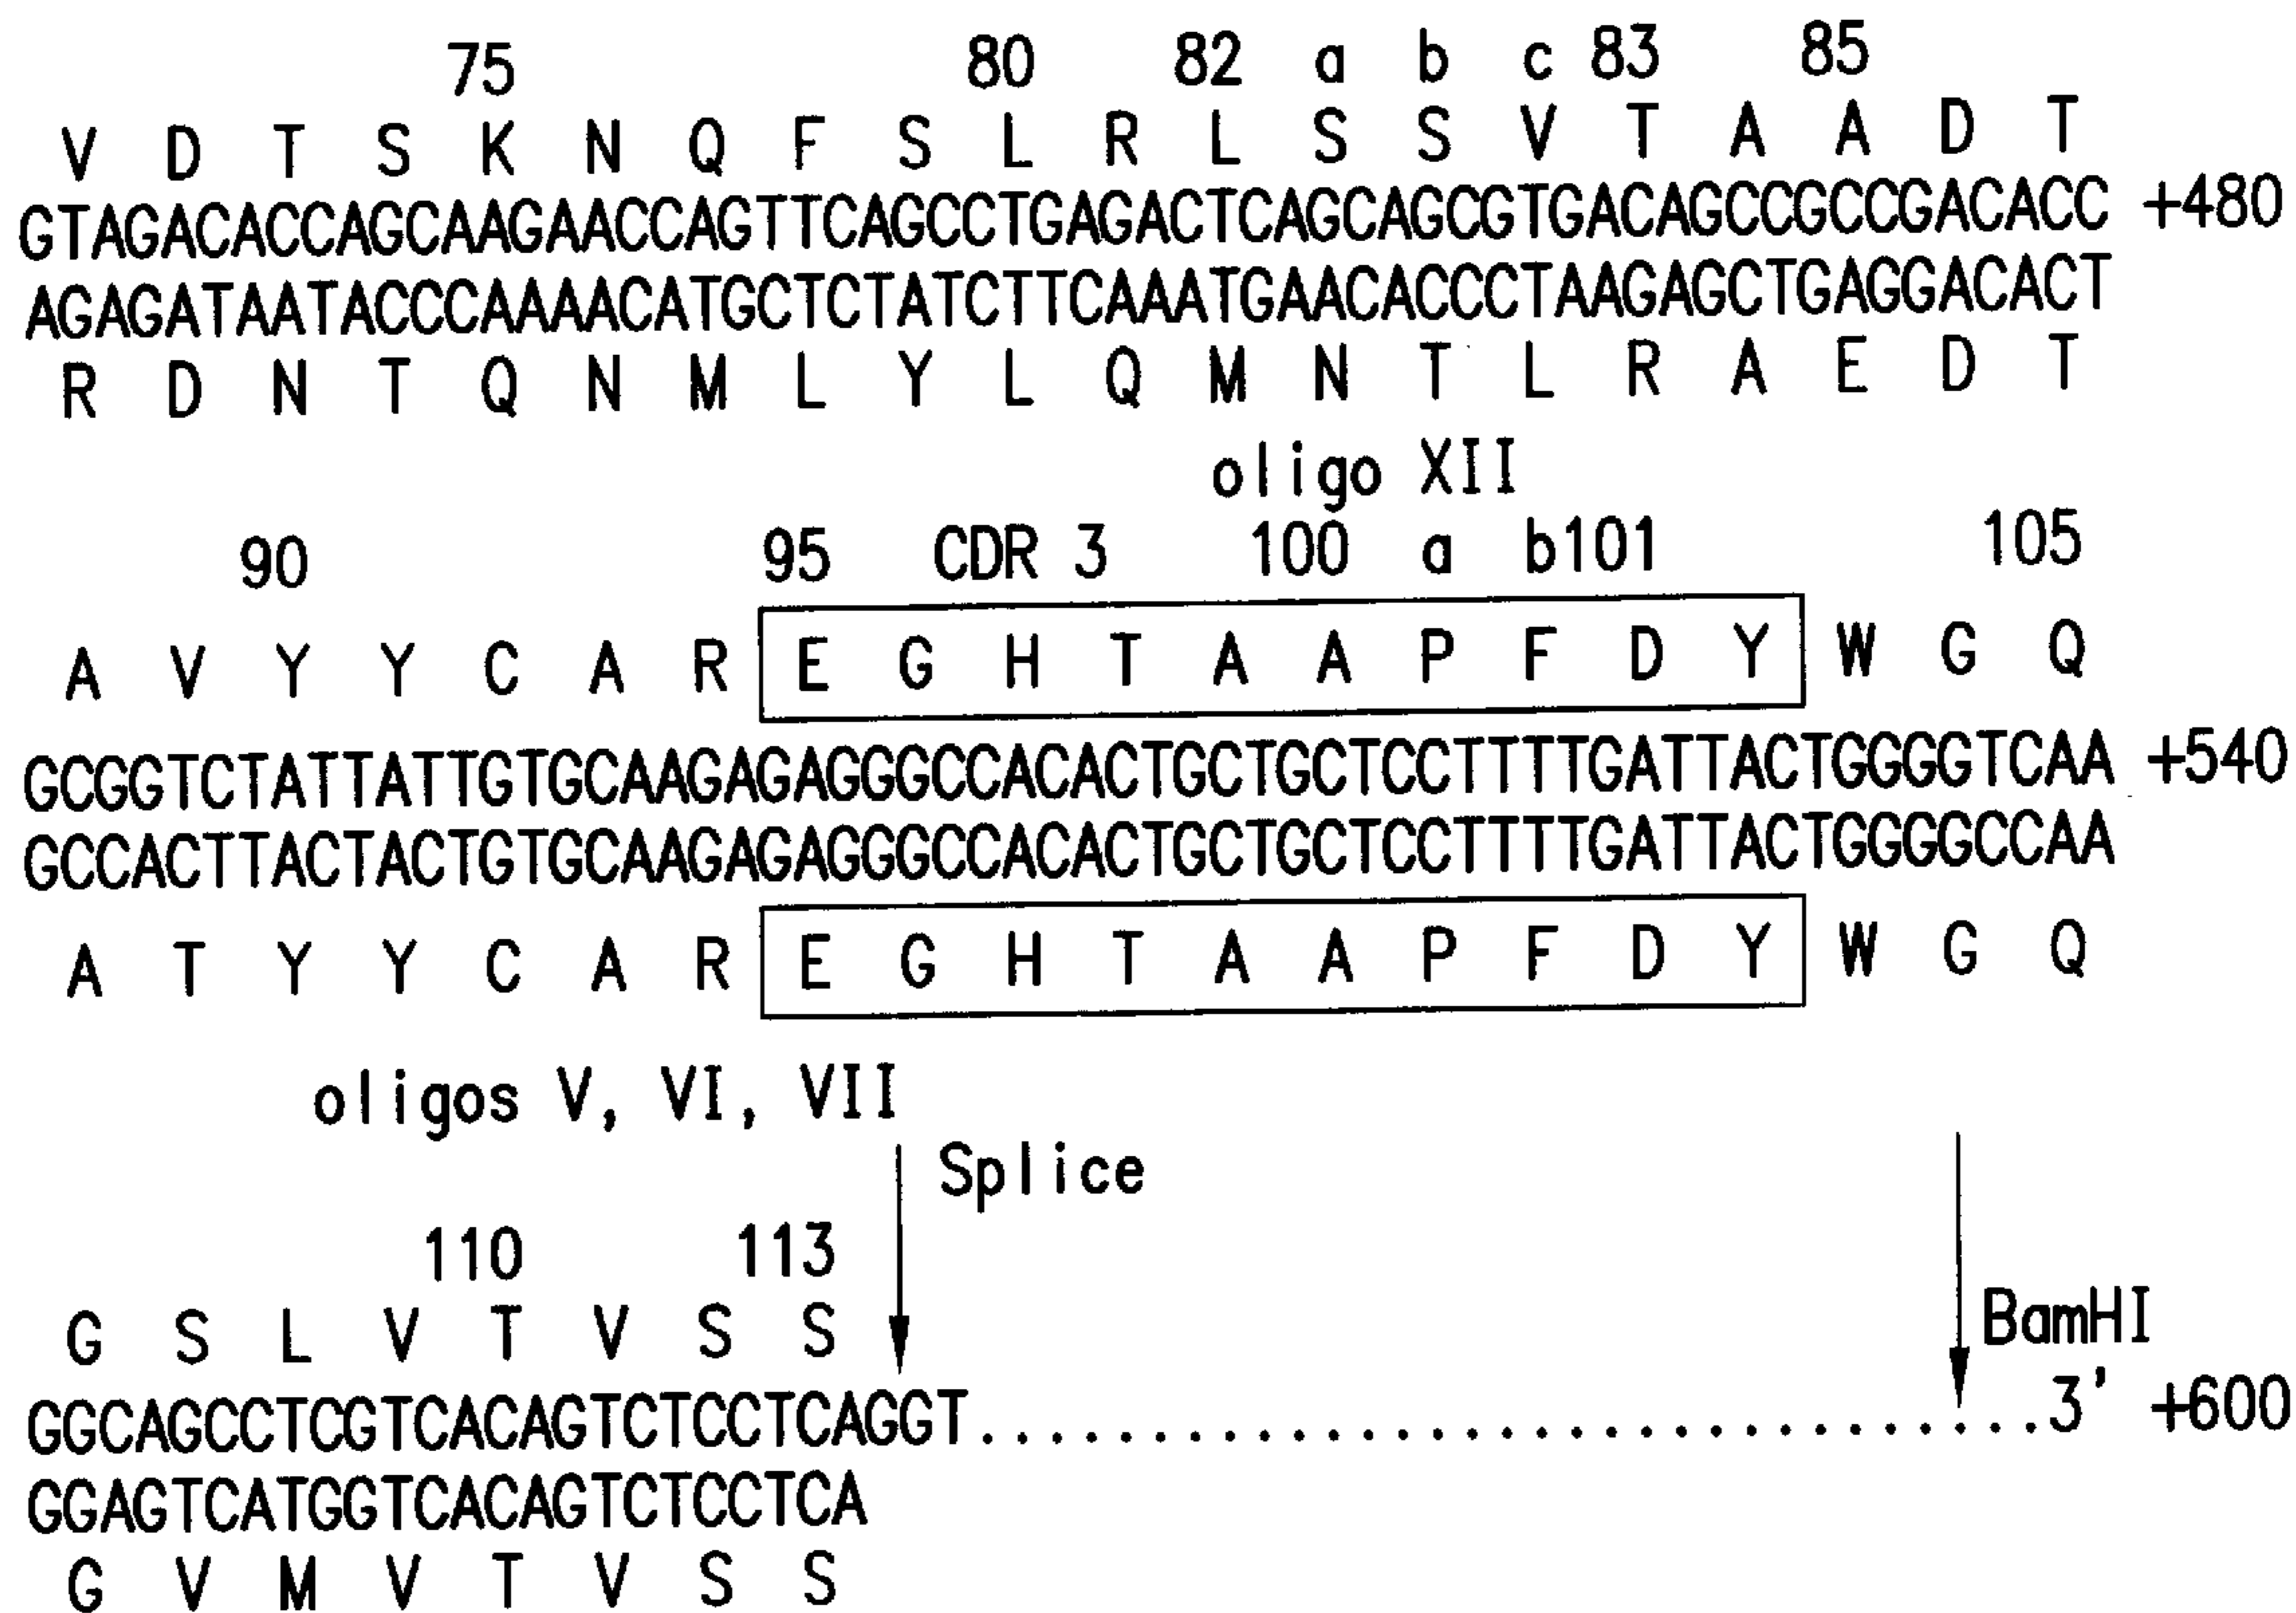 75 80 82 a b c 83 85
V D T S K N Q F S L R L S S V T A A D T
GTAGACACCAGCAAGAACCAGTTCAGCCTGAGACTCAGCAGCGTGACAGCCGCCGACACC +480
AGAGATAATACCCAAAACATGCTCTATCTTCAAATGAACACCCTAAGAGCTGAGGACACT
R D N T Q N M L Y L Q M N T L R A E D T
oligo XII
90 95 CDR 3 100 a b101 105
A V Y Y C A R E G H T A A P F D Y W G Q
GCGGTCTATTATTGTGCAAGAGAGGGCCACACTGCTGCTCCTTTTGATTACTGGGGTCAA +540
GCCACTTACTACTGTGCAAGAGAGGGCCACACTGCTGCTCCTTTTGATTACTGGGGCCAA
A T Y Y C A R E G H T A A P F D Y W G Q
oligos V, VI, VII
Splice
110 113
BamHI
G S L V T V S S
GGCAGCCTCGTCACAGTCTCCTCAGGT...............................3' +600
GGAGTCATGGTCACAGTCTCCTCA
G V M V T V S S